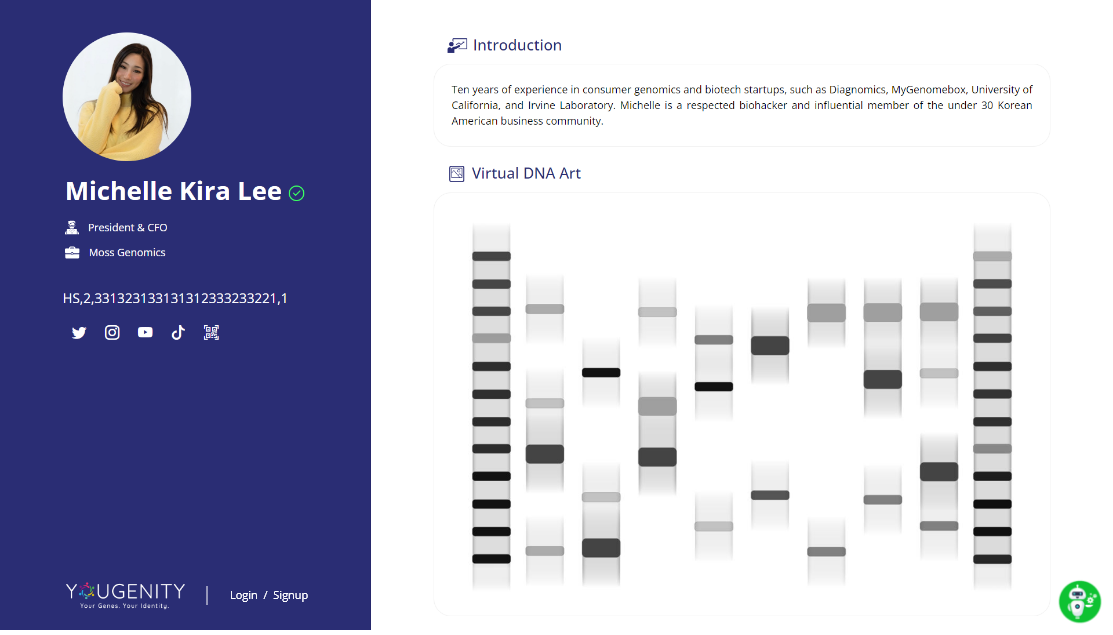 Michelle Kira Lee
President & CFO
Moss Genomics
HS,2,331323133131312333233221,1
YOUGENITY
Your Genes. Your Identity.
Login / Signup
Introduction
Ten years of experience in consumer genomics and biotech startups, such as Diagnomics, MyGenomebox, University of
California, and Irvine Laboratory. Michelle is a respected biohacker and influential member of the under 30 Korean
American business community.
Virtual DNA Art